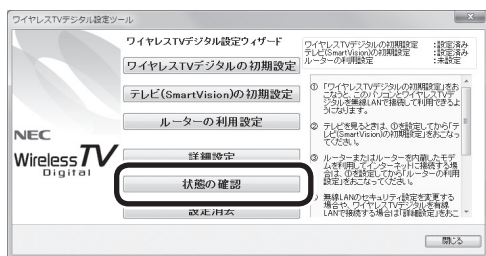 ワイヤレスTVデジタル設定ツール
ワイヤレスTVデジタル設定ウィザード
ワイヤレスTVデジタルの初期設定 :設定済み
テレビ(SmartVision)の初期設定 :設定済み
ルーターの利用設定 :未設定
ワイヤレスTVデジタルの初期設定
テレビ(SmartVision)の初期設定
ルーターの利用設定
詳細設定
状態の確認
設定消去
NEC
Wireless TV
Digital
① 「ワイヤレスTVデジタルの初期設定」をお
こなうと、このパソコンとワイヤレスTVデ
ジタルを無線LANで接続して利用できるよ
うになります。
② テレビを見るときは、①を設定してから「テ
レビ(SmartVision)の初期設定」をおこなっ
てください。
③ ルーターまたはルーターを内蔵したモデ
ムを利用してインターネットに接続する場
合は、①を設定してから「ルーターの利用
設定」をおこなってください。
無線LANのセキュリティ設定を変更する
場合や、ワイヤレスTVデジタルを有線
LANで接続する場合は「詳細設定」をおこ
閉じる